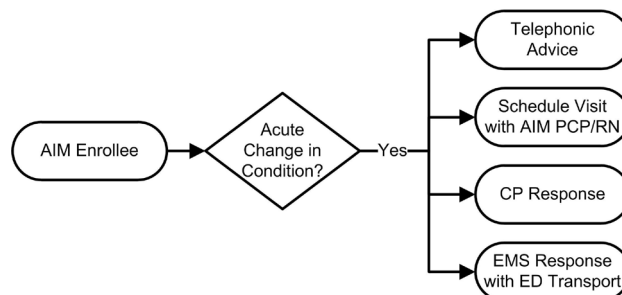 AIM Enrollee
Acute
Change in
Condition?
Yes
Telephonic
Advice
Schedule Visit
with AIM PCP/RN
CP Response
EMS Response
with ED Transport